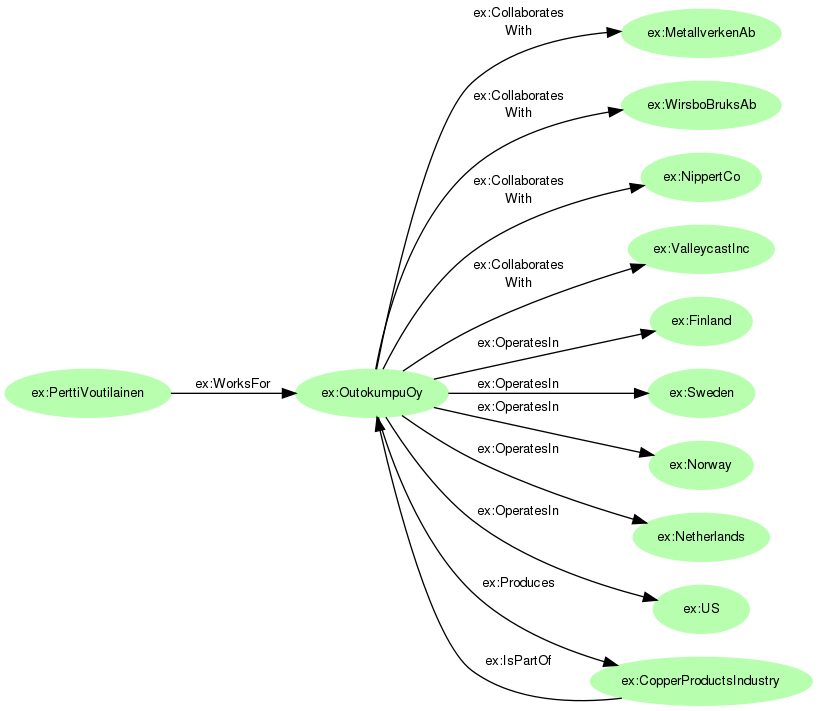 ex:Collaborates
With
ex:MetallverkenAb
ex:Collaborates
With
ex:WirsboBruksAb
ex:Collaborates
With
ex:NippertCo
ex:Collaborates
With
ex:ValleycastInc
ex:OperatesIn
ex:Finland
ex:PerttiVoutilainen
ex:WorksFor
ex:OutokumpuOy
ex:OperatesIn
ex:Sweden
ex:OperatesIn
ex:Norway
ex:OperatesIn
ex:Netherlands
ex:OperatesIn
ex:US
ex:Produces
ex:IsPartOf
ex:CopperProductsIndustry